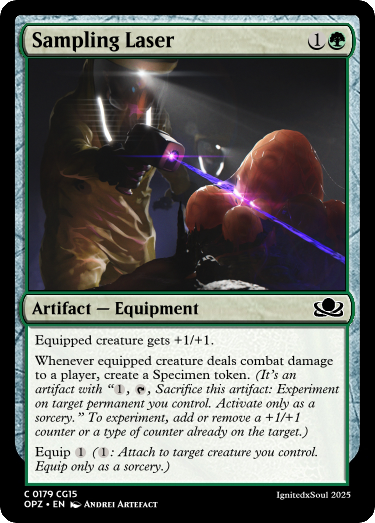 Sampling Laser 1
Artifact — Equipment
Equipped creature gets +1/+1.
Whenever equipped creature deals combat damage
to a player, create a Specimen token. (It's an
artifact with “1, , Sacrifice this artifact: Experiment
on target permanent you control. Activate only as a
sorcery.” To experiment, add or remove a +1/+1
counter or a type of counter already on the target.)
Equip 1 (1: Attach to target creature you control.
Equip only as a sorcery.)
C 0179 CG15
OPZ • EN Andrei Artefact
IgnitedxSoul 2025